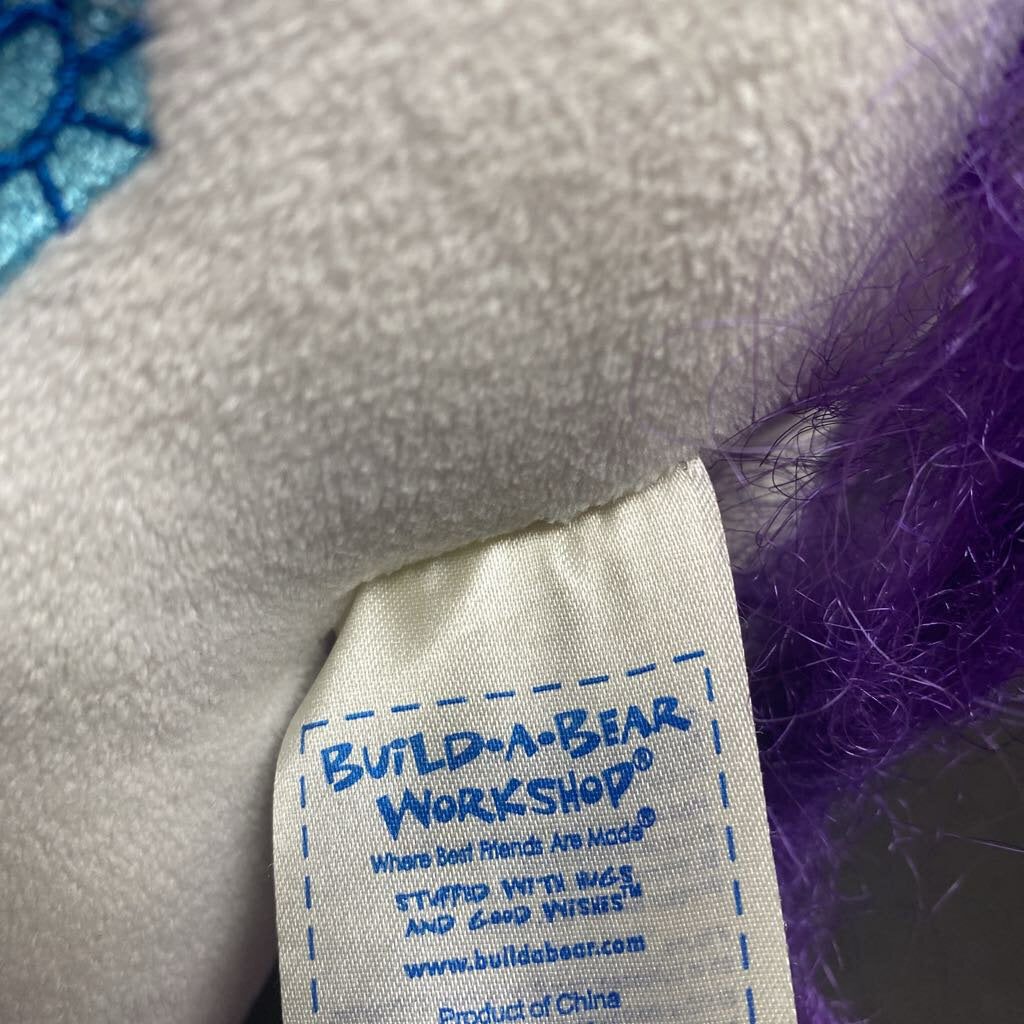 BUILD•A•BEAR
WORKSHOP®
Where Best Friends Are Made®
STUFFED WITH HUGS
AND GOOD WISHES™
www.buildabear.com
Product of China